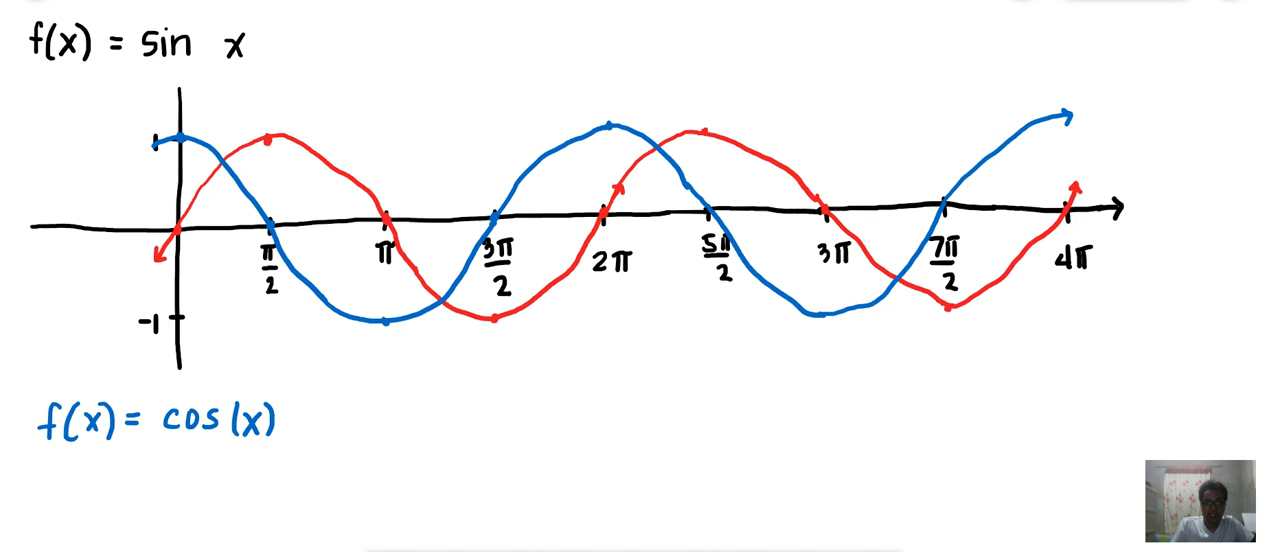 f(x) = sin x
1
π/2
π
3π/2
2π
5π/2
3π
7π/2
4π
-1
f(x) = cos(x)